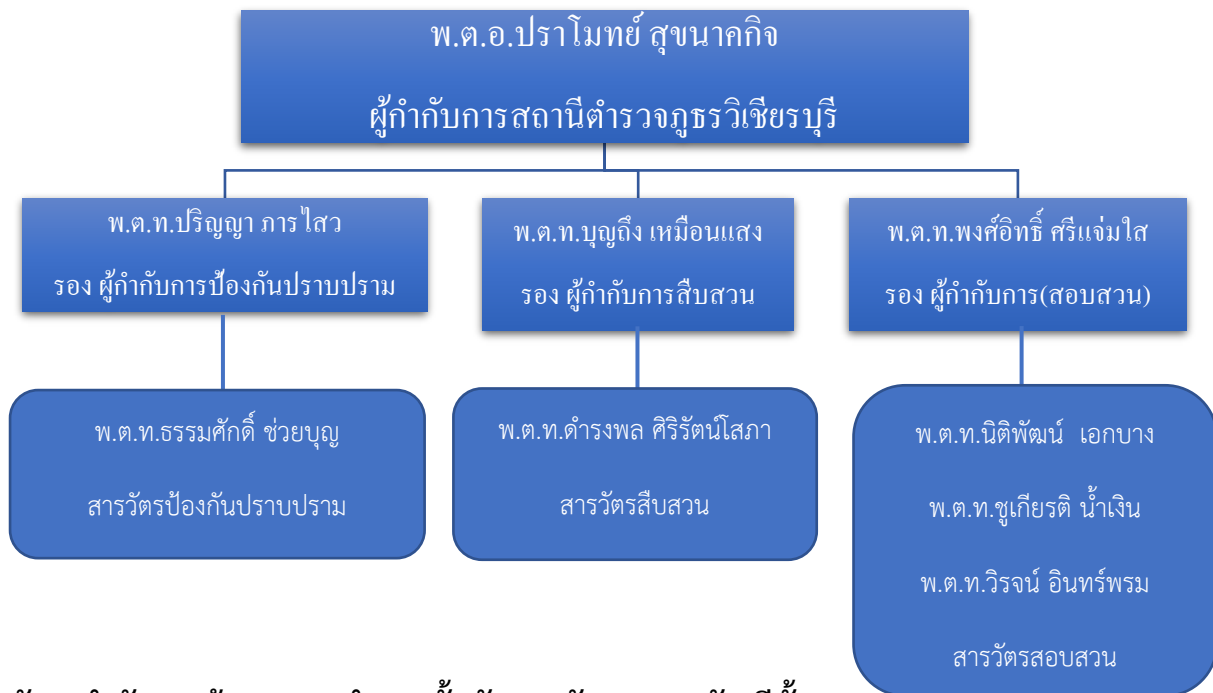 พ.ต.อ.ปราโมทย์ สุขนาคกิจ
ผู้กำกับการสถานีตำรวจภูธรวิเชียรบุรี
พ.ต.ท.ปริญญา ภารไสว
รอง ผู้กำกับการป้องกันปราบปราม
พ.ต.ท.บุญถึง เหมือนแสง
รอง ผู้กำกับการสืบสวน
พ.ต.ท.พงศ์อิทธิ์ ศรีแจ่มใส
รอง ผู้กำกับการ(สอบสวน)
พ.ต.ท.ธรรมศักดิ์ ช่วยบุญ
สารวัตรป้องกันปราบปราม
พ.ต.ท.ดำรงพล ศิริรัตน์โสภา
สารวัตรสืบสวน
พ.ต.ท.นิติพัฒน์ เอกบาง
พ.ต.ท.ชูเกียรติ น้ำเงิน
พ.ต.ท.วิรจน์ อินทร์พรม
สารวัตรสอบสวน